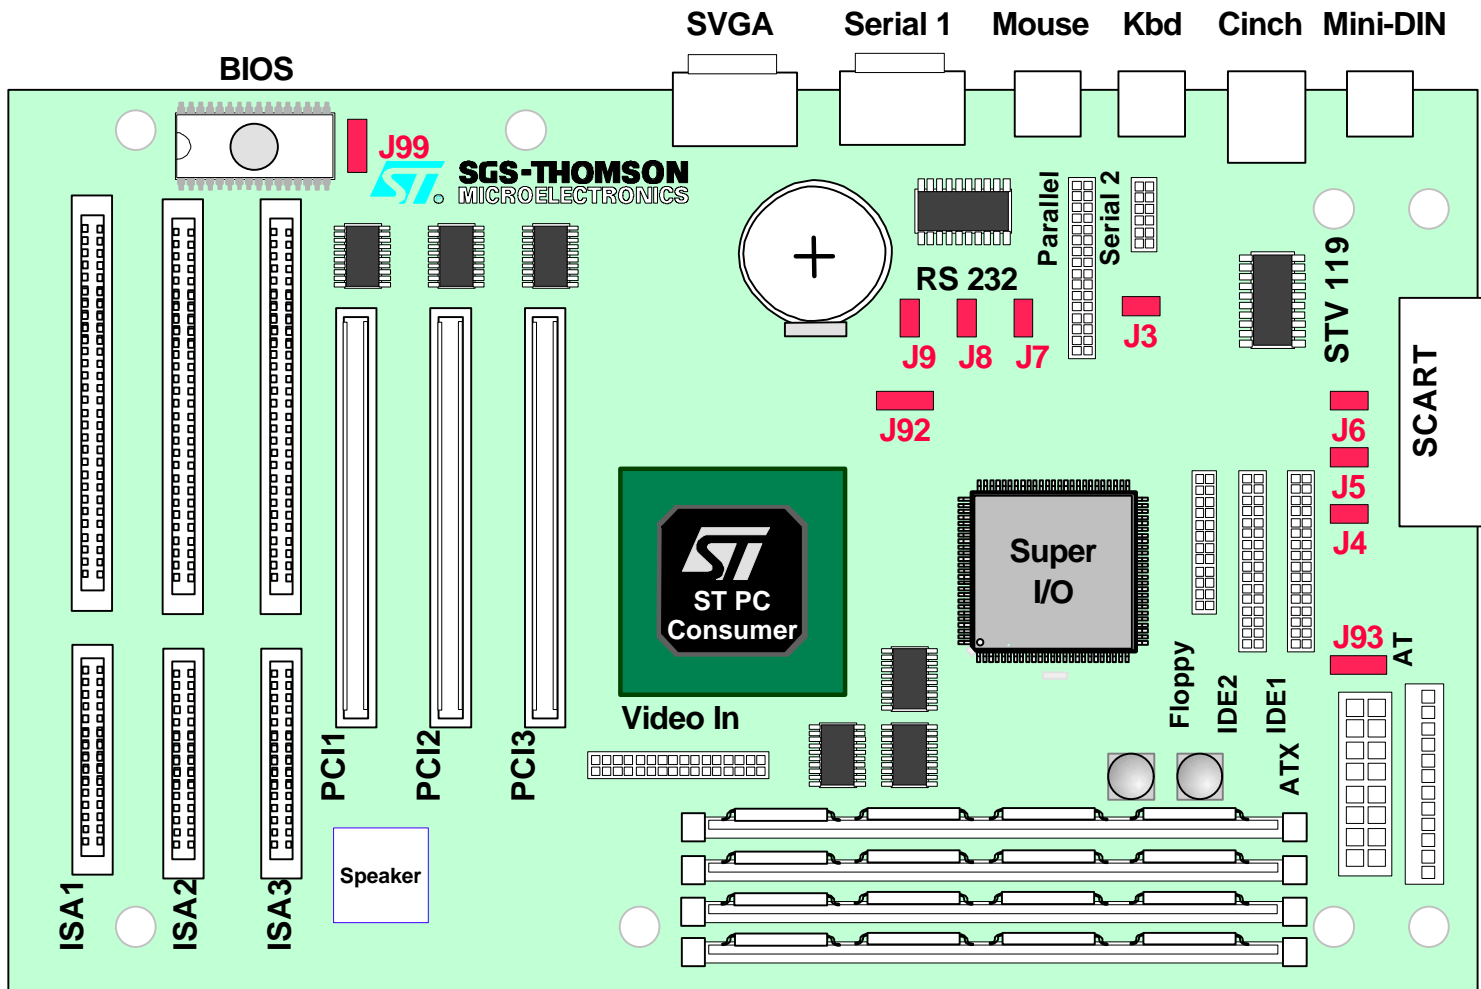 SVGA
Serial 1
Mouse
Kbd
Cinch
Mini-DIN
BIOS
J99
ST.
SGS-THOMSON
MICROELECTRONICS
Parallel
Serial 2
RS 232
STV 119
J9
J8
J7
J3
J92
SCART
J6
J5
J4
ST
ST PC
Consumer
Super
I/O
J93
AT
Floppy
IDE2
IDE1
ATX
Video In
PCI1
PCI2
PCI3
Speaker
ISA1
ISA2
ISA3